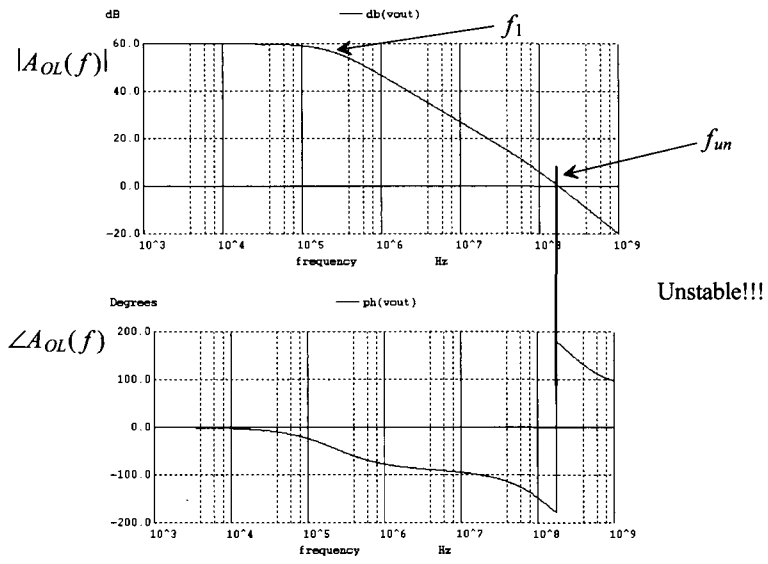 dB
db(vout)
f₁
|A_OL(f)|
60.0
40.0
20.0
0.0
-20.0
f_un
10^3 10^4 10^5 10^6 10^7 10^8 10^9
frequency Hz
Unstable!!!
Degrees
ph(vout)
∠A_OL(f)
200.0
100.0
0.0
-100.0
-200.0
10^3 10^4 10^5 10^6 10^7 10^8 10^9
frequency Hz